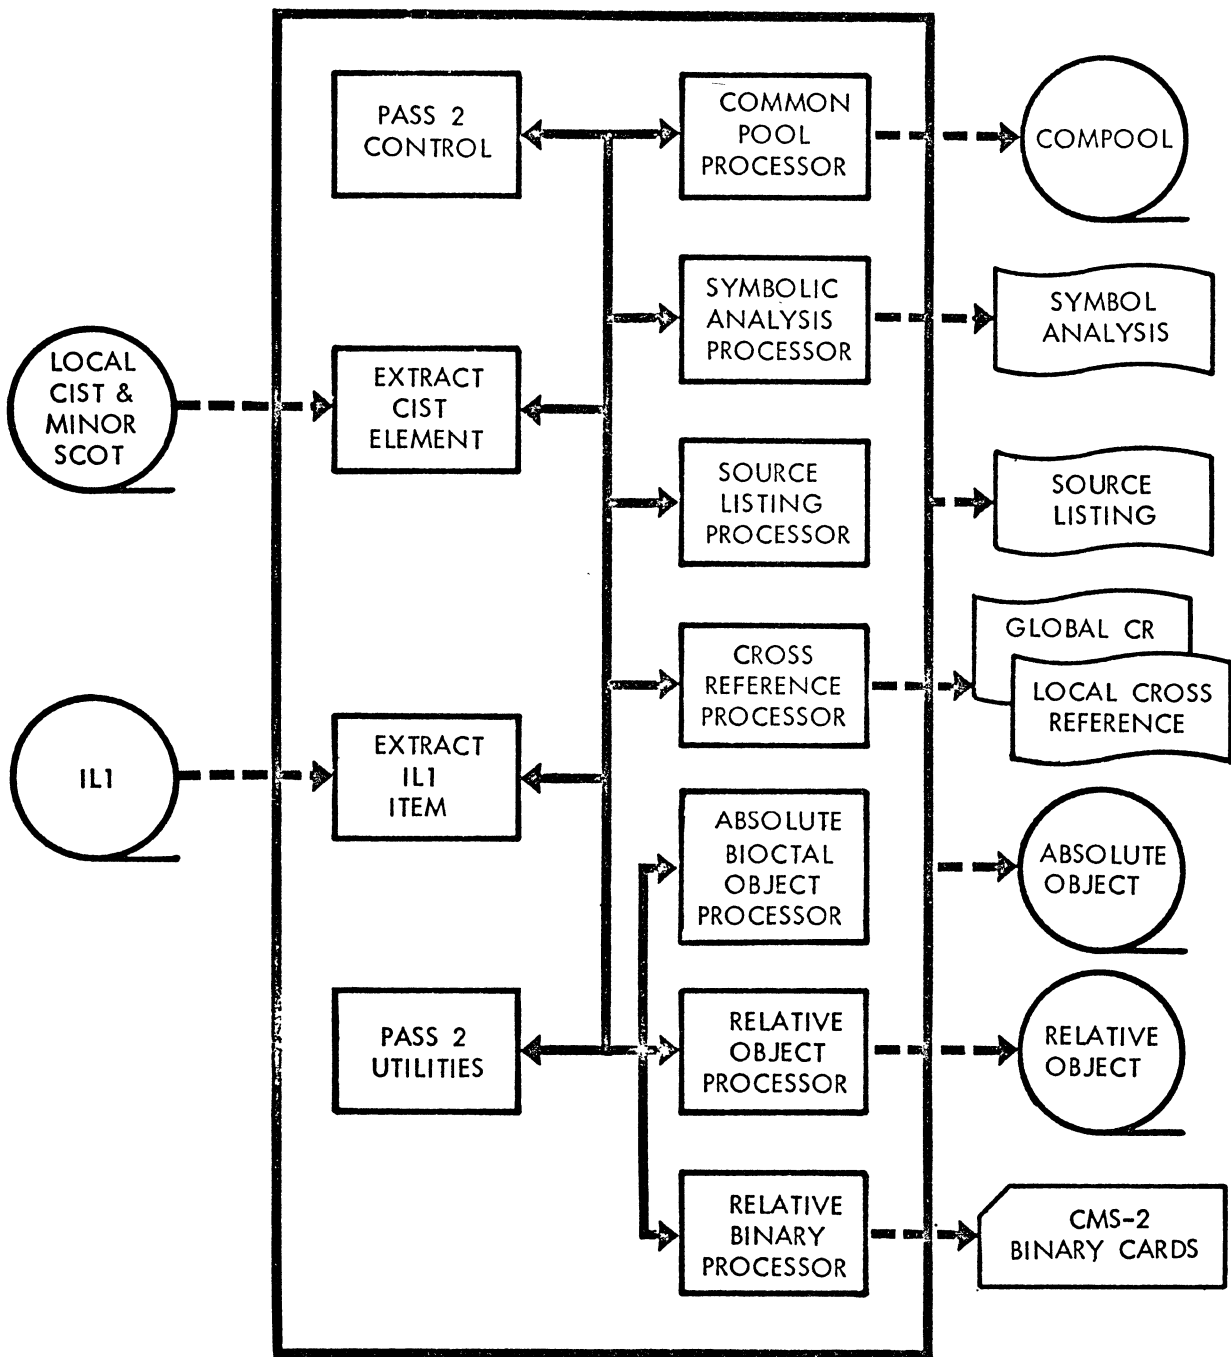 PASS 2
CONTROL
COMMON
POOL
PROCESSOR
COMPOOL
SYMBOLIC
ANALYSIS
PROCESSOR
SYMBOL
ANALYSIS
LOCAL
CIST &
MINOR
SCOT
EXTRACT
CIST
ELEMENT
SOURCE
LISTING
PROCESSOR
SOURCE
LISTING
CROSS
REFERENCE
PROCESSOR
GLOBAL CR
LOCAL CROSS
REFERENCE
IL1
EXTRACT
IL1
ITEM
ABSOLUTE
BIOCTAL
OBJECT
PROCESSOR
ABSOLUTE
OBJECT
PASS 2
UTILITIES
RELATIVE
OBJECT
PROCESSOR
RELATIVE
OBJECT
RELATIVE
BINARY
PROCESSOR
CMS-2
BINARY CARDS